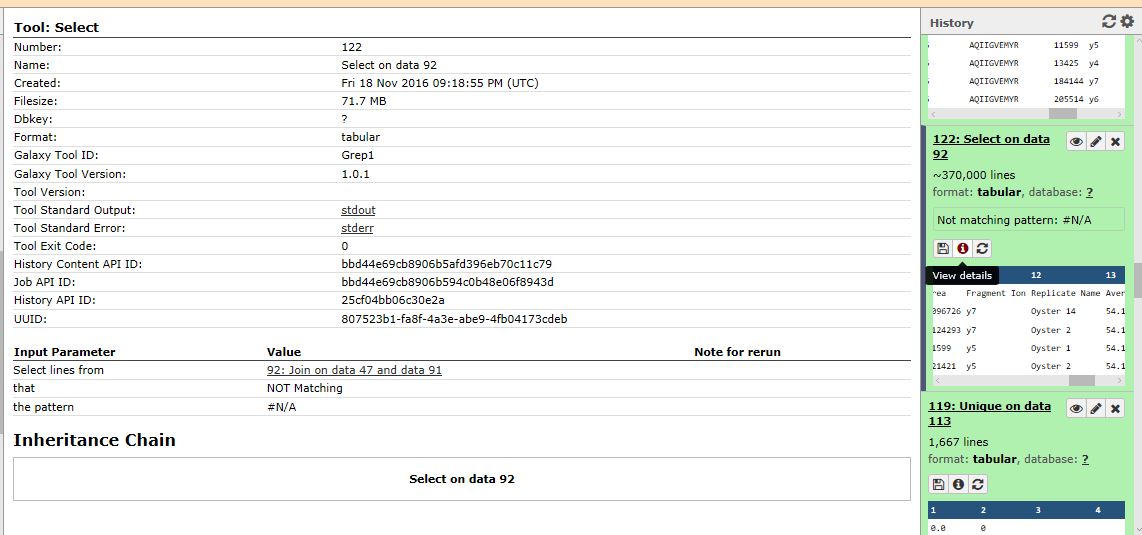 Tool: Select
Number: 122
Name: Select on data 92
Created: Fri 18 Nov 2016 09:18:55 PM (UTC)
Filesize: 71.7 MB
Dbkey: ?
Format: tabular
Galaxy Tool ID: Grep1
Galaxy Tool Version: 1.0.1
Tool Version:
Tool Standard Output: stdout
Tool Standard Error: stderr
Tool Exit Code: 0
History Content API ID: bbd44e69cb8906b5afd396eb70c11c79
Job API ID: bbd44e69cb8906b594c0b48e06f8943d
History API ID: 25cf04bb06c30e2a
UUID: 807523b1-fa8f-4a3e-abe9-4fb04173cdeb
Input Parameter Value Note for rerun
Select lines from 92: Join on data 47 and data 91
that NOT Matching
the pattern #N/A
Inheritance Chain
Select on data 92
History
AQIIGVEMYR 11599 y5
AQIIGVEMYR 13425 y4
AQIIGVEMYR 184144 y7
AQIIGVEMYR 205514 y6
122: Select on data
92
~370,000 lines
format: tabular, database: ?
Not matching pattern: #N/A
View details 12 13
rea Fragment Ion Replicate Name Aver
096726 y7 Oyster 14 54.1
124293 y7 Oyster 2 54.1
1599 y5 Oyster 1 54.1
21421 y5 Oyster 2 54.1
119: Unique on data
113
1,667 lines
format: tabular, database: ?
1 2 3 4
0.0 0